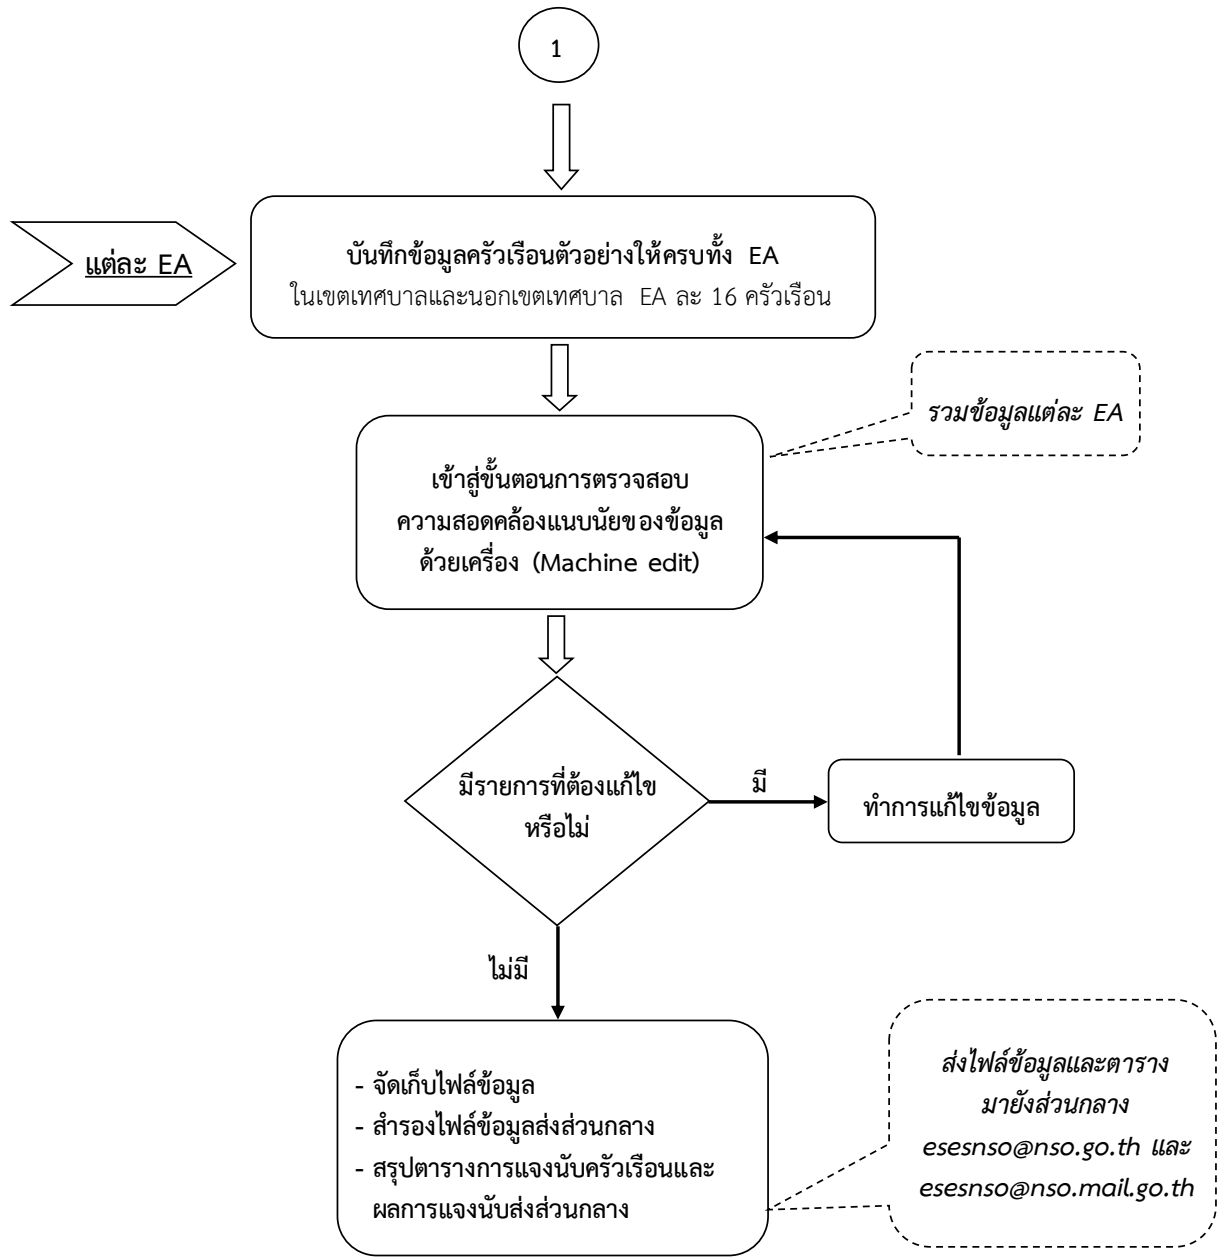 1
แต่ละ EA
บันทึกข้อมูลครัวเรือนตัวอย่างให้ครบทั้ง EA
ในเขตเทศบาลและนอกเขตเทศบาล EA ละ 16 ครัวเรือน
รวมข้อมูลแต่ละ EA
เข้าสู่ขั้นตอนการตรวจสอบ
ความสอดคล้องแนบนัยของข้อมูล
ด้วยเครื่อง (Machine edit)
มีรายการที่ต้องแก้ไข
หรือไม่
มี
ทำการแก้ไขข้อมูล
ไม่มี
- จัดเก็บไฟล์ข้อมูล
- สำรองไฟล์ข้อมูลส่งส่วนกลาง
- สรุปตารางการแจงนับครัวเรือนและ
ผลการแจงนับส่งส่วนกลาง
ส่งไฟล์ข้อมูลและตาราง
มายังส่วนกลาง
esesnso@nso.go.th และ
esesnso@nso.mail.go.th